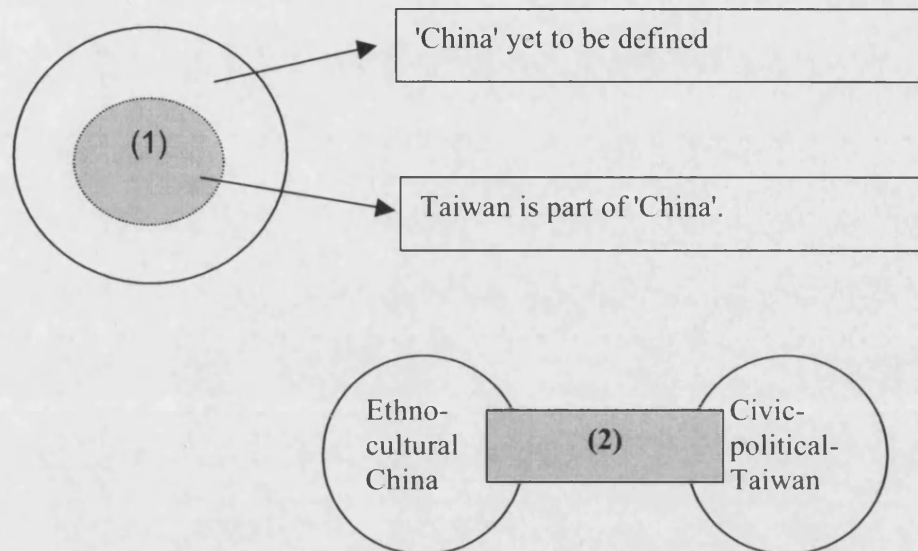 'China' yet to be defined
(1)
Taiwan is part of 'China'.
Ethno-
cultural
China
(2)
Civic-
political-
Taiwan